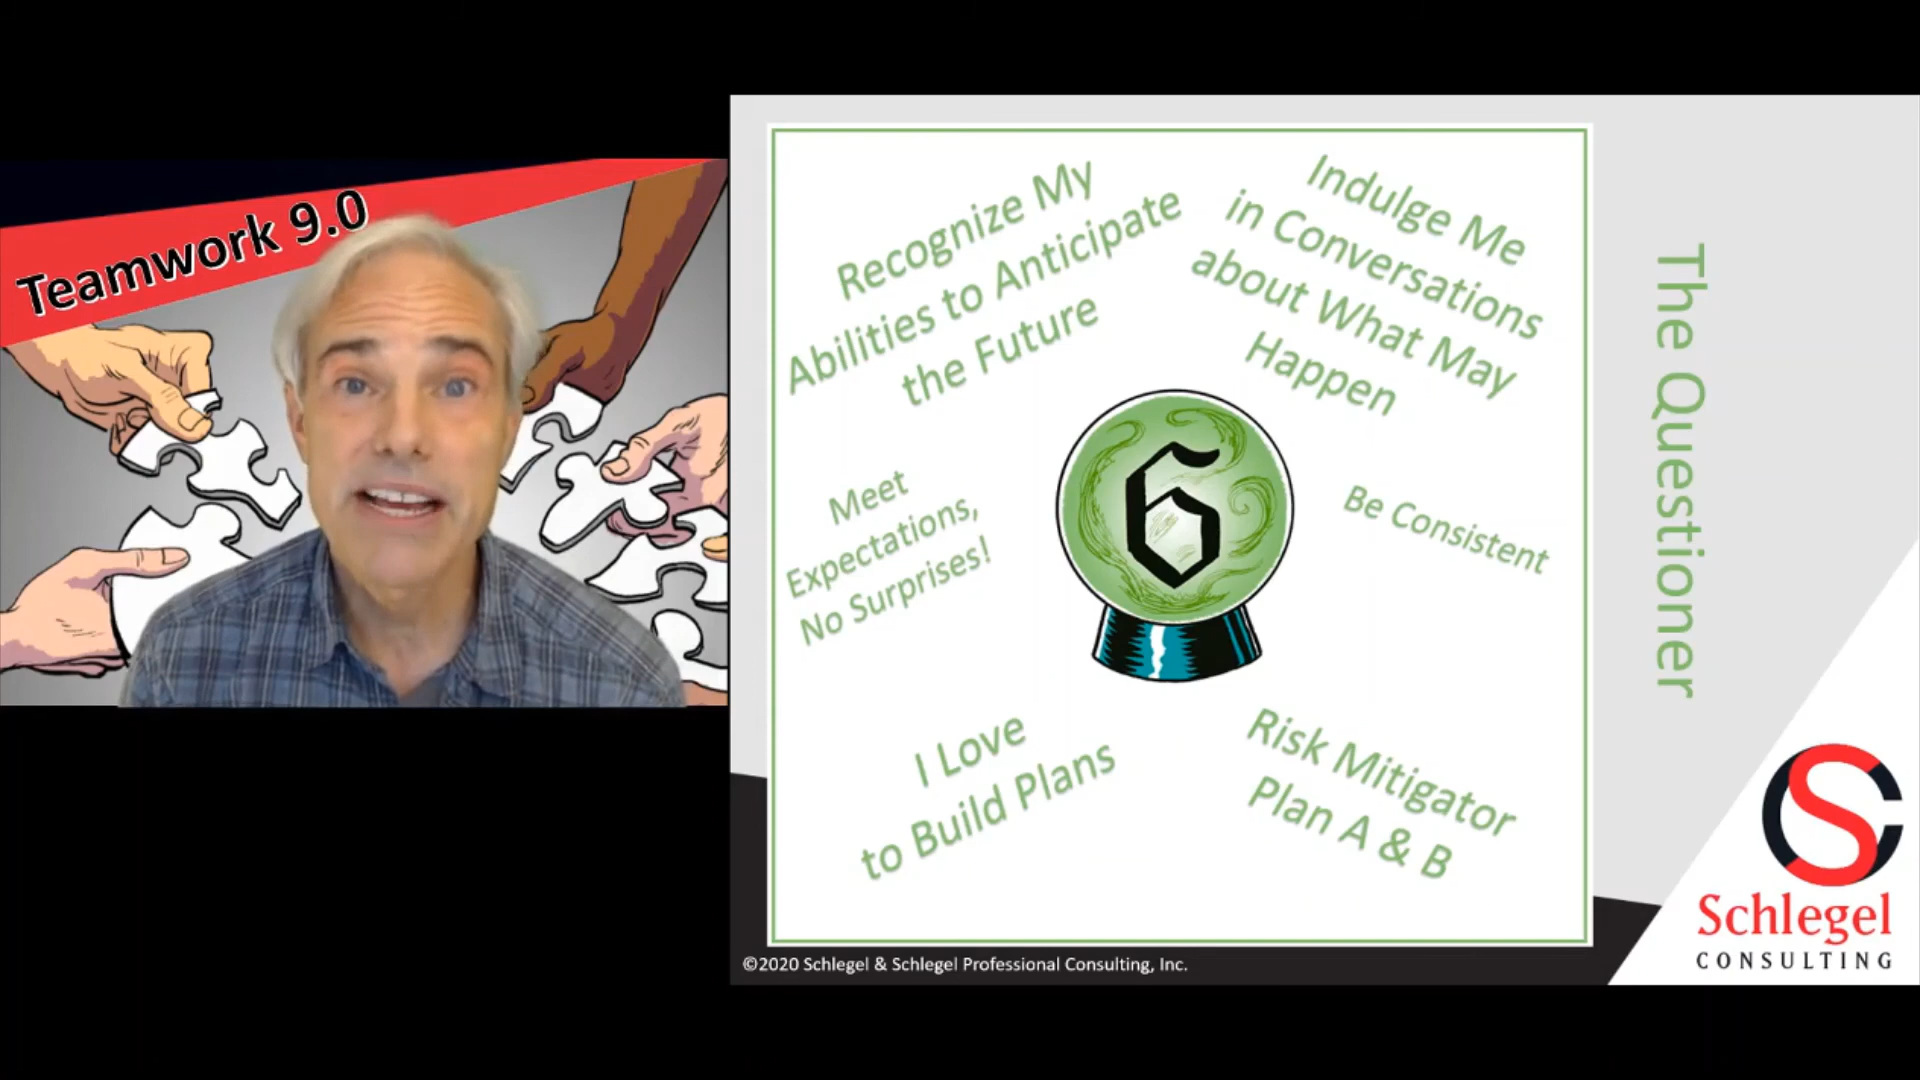 Teamwork 9.0
Recognize My
Abilities to Anticipate
the Future
Indulge Me
in Conversations
about What May
Happen
Meet
Expectations,
No Surprises!
6
Be Consistent
I Love
to Build Plans
Risk Mitigator
Plan A & B
The Questioner
SC
Schlegel
CONSULTING
©2020 Schlegel & Schlegel Professional Consulting, Inc.